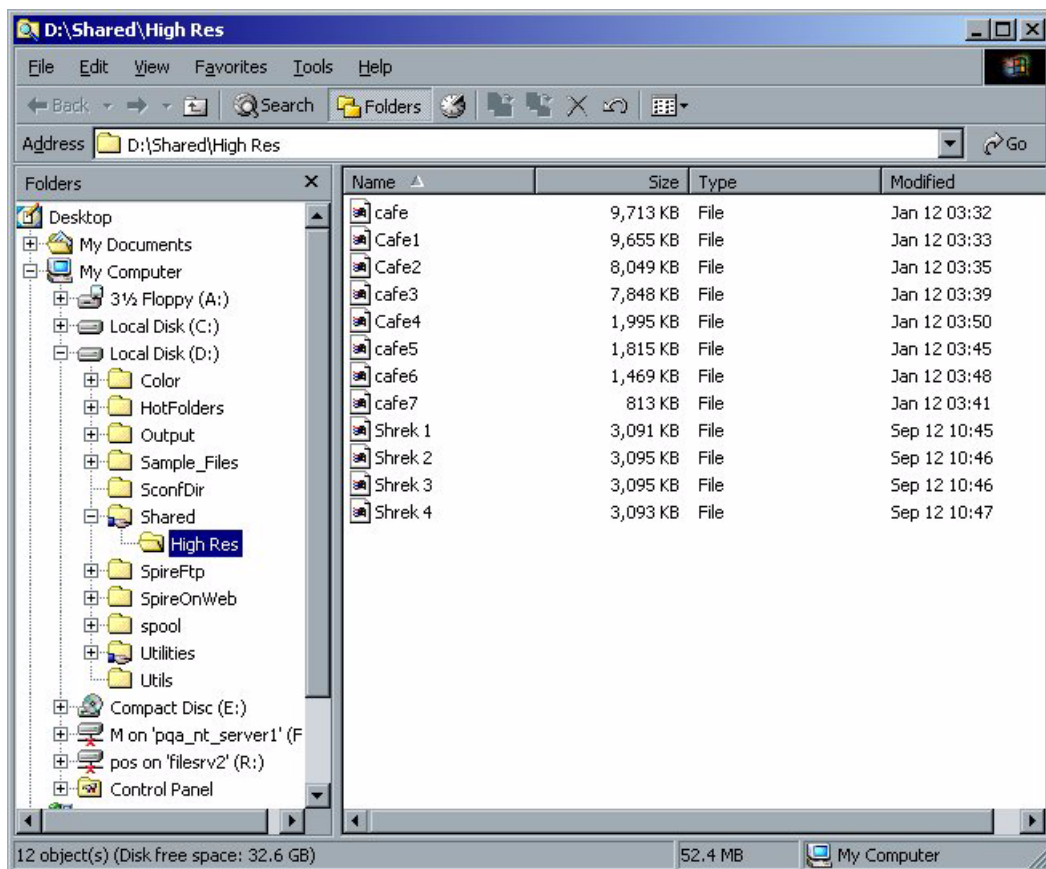 D:\Shared\High Res
File Edit View Favorites Tools Help
Back Search Folders
Address D:\Shared\High Res Go
Folders
Desktop
My Documents
My Computer
3½ Floppy (A:)
Local Disk (C:)
Local Disk (D:)
Color
HotFolders
Output
Sample_Files
SconfDir
Shared
High Res
SpireFtp
SpireOnWeb
spool
Utilities
Utils
Compact Disc (E:)
M on 'pqa_nt_server1' (F
pos on 'filesrv2' (R:)
Control Panel
Name Size Type Modified
cafe 9,713 KB File Jan 12 03:32
Cafe1 9,655 KB File Jan 12 03:33
Cafe2 8,049 KB File Jan 12 03:35
cafe3 7,848 KB File Jan 12 03:39
Cafe4 1,995 KB File Jan 12 03:50
cafe5 1,815 KB File Jan 12 03:45
cafe6 1,469 KB File Jan 12 03:48
cafe7 813 KB File Jan 12 03:41
Shrek 1 3,091 KB File Sep 12 10:45
Shrek 2 3,095 KB File Sep 12 10:46
Shrek 3 3,095 KB File Sep 12 10:46
Shrek 4 3,093 KB File Sep 12 10:47
12 object(s) (Disk free space: 32.6 GB) 52.4 MB My Computer